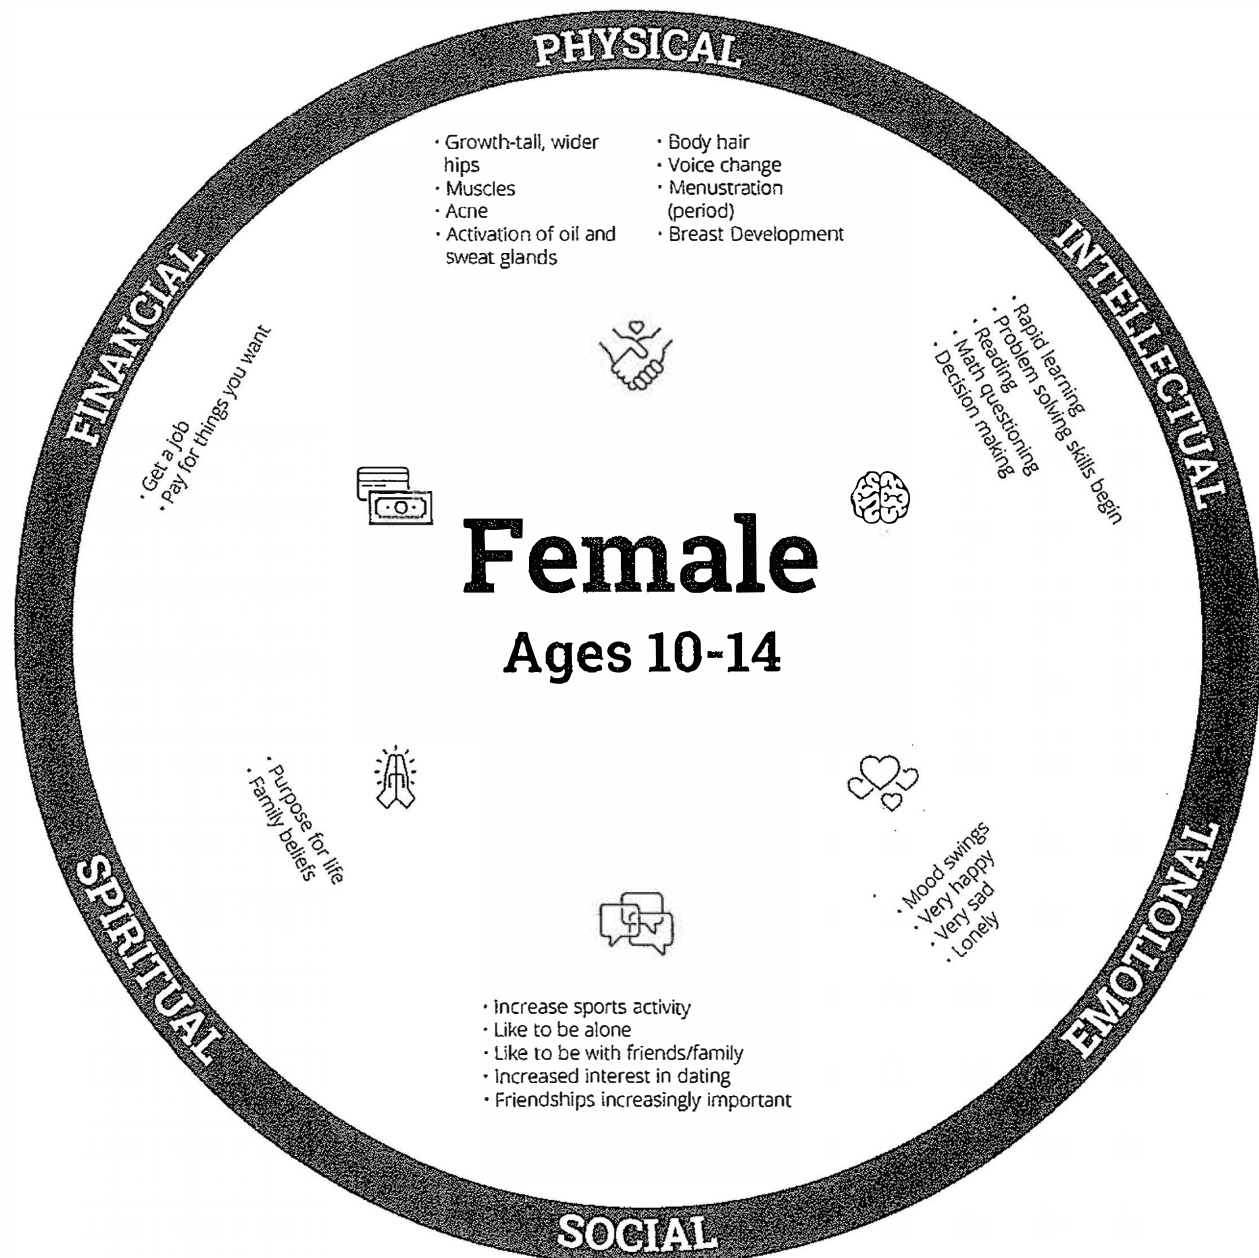 PHYSICAL
· Growth-tall, wider
hips
· Muscles
· Acne
· Activation of oil and
sweat glands
· Body hair
· Voice change
· Menustration
(period)
· Breast Development
INTELLECTUAL
· Rapid learning
· Problem solving skills begin
· Reading
· Math questioning
· Decision making
FINANCIAL
· Get a job
· Pay for things you want
Female
Ages 10-14
SPIRITUAL
· Purpose for life
· Family beliefs
EMOTIONAL
· Mood swings
· Very happy
· Very sad
· Lonely
· Increase sports activity
· Like to be alone
· Like to be with friends/family
· Increased interest in dating
· Friendships increasingly important
SOCIAL